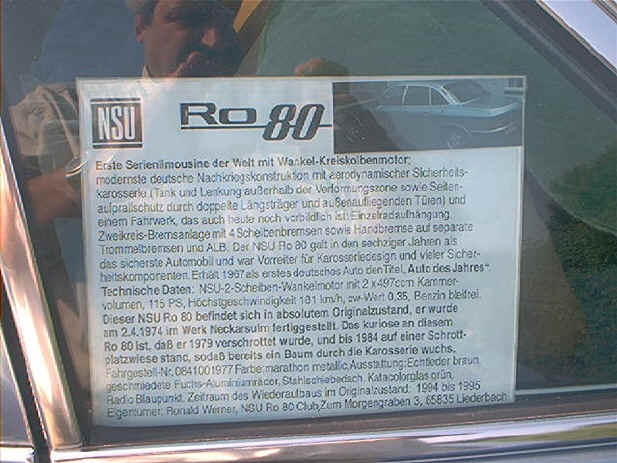 NSU Ro 80
Erste Serienlimousine der Welt mit Wankel-Kreiskolbenmotor;
modernste deutsche Nachkriegskonstruktion mit aerodynamischer Sicherheits-
karosserie (Tank und Lenkung außerhalb der Verformungszone sowie Seiten-
aufprallschutz durch doppelte Längsträger und außenaufliegenden Türen) und
einem Fahrwerk, das auch heute noch vorbildlich ist: Einzelradaufhängung.
Zweikreis-Bremsanlage mit 4 Scheibenbremsen sowie Handbremse auf separate
Trommelbremsen und ALB. Der NSU Ro 80 galt in den sechziger Jahren als
das sicherste Automobil und war Vorreiter für Karosseriedesign und vieler Sicher-
heitskomponenten. Erhält 1967 als erstes deutsches Auto den Titel „Auto des Jahres“.
Technische Daten: NSU-2-Scheiben-Wankelmotor mit 2 x 497ccm Kammer-
volumen, 115 PS, Höchstgeschwindigkeit 181 km/h, cw-Wert 0,35, Benzin bleifrei.
Dieser NSU Ro 80 befindet sich in absolutem Originalzustand, er wurde
am 2.4.1974 im Werk Neckarsulm fertiggestellt. Das kuriose an diesem
Ro 80 ist, daß er 1979 verschrottet wurde, und bis 1984 auf einer Schrott-
platzwiese stand, sodaß bereits ein Baum durch die Karosserie wuchs.
Fahrgestell-Nr. 0841001977 Farbe: marathon metallic, Ausstattung: Echtleder braun,
geschmiedete Fuchs-Aluminiumräder, Stahlschiebedach, Katacolorglas grün,
Radio Blaupunkt. Zeitraum des Wiederaufbaus im Originalzustand: 1994 bis 1995
Eigentümer: Ronald Werner, NSU Ro 80 Club, Zum Morgengraben 3, 65835 Liederbach